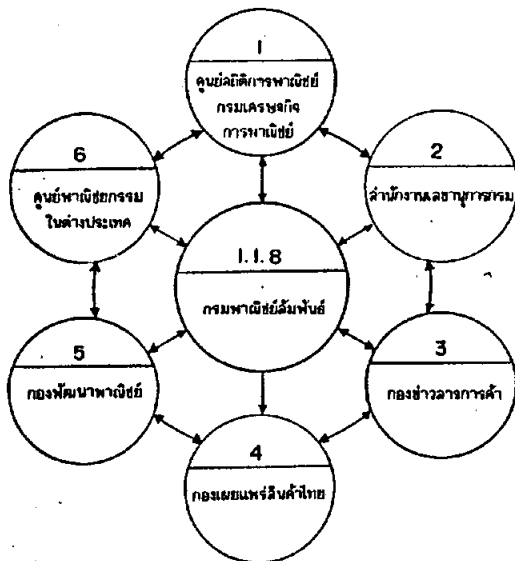 1
ศูนย์สถิติการพาณิชย์
กรมเศรษฐกิจ
การพาณิชย์
2
สำนักงานเลขานุการกรม
3
กองข่าวสารการค้า
4
กองเผยแพร่สินค้าไทย
5
กองพัฒนาพาณิชย์
6
ศูนย์พาณิชยกรรม
ในต่างประเทศ
1.1.8
กรมพาณิชย์สัมพันธ์